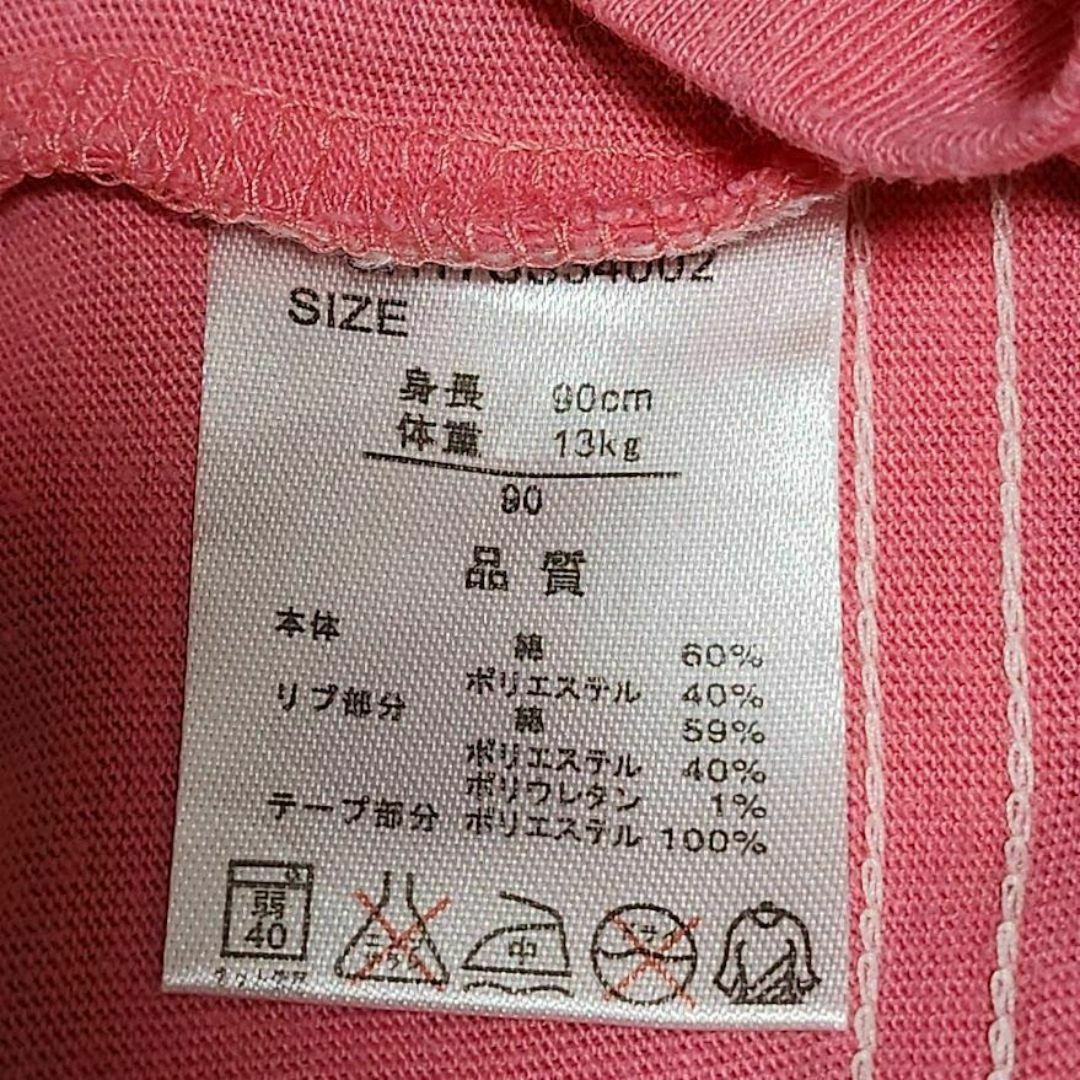 SIZE
身長 90cm
体重 13kg
90
品質
本体 綿 60%
ポリエステル 40%
リブ部分 綿 59%
ポリエステル 40%
ポリウレタン 1%
テープ部分 ポリエステル 100%
弱 中
40